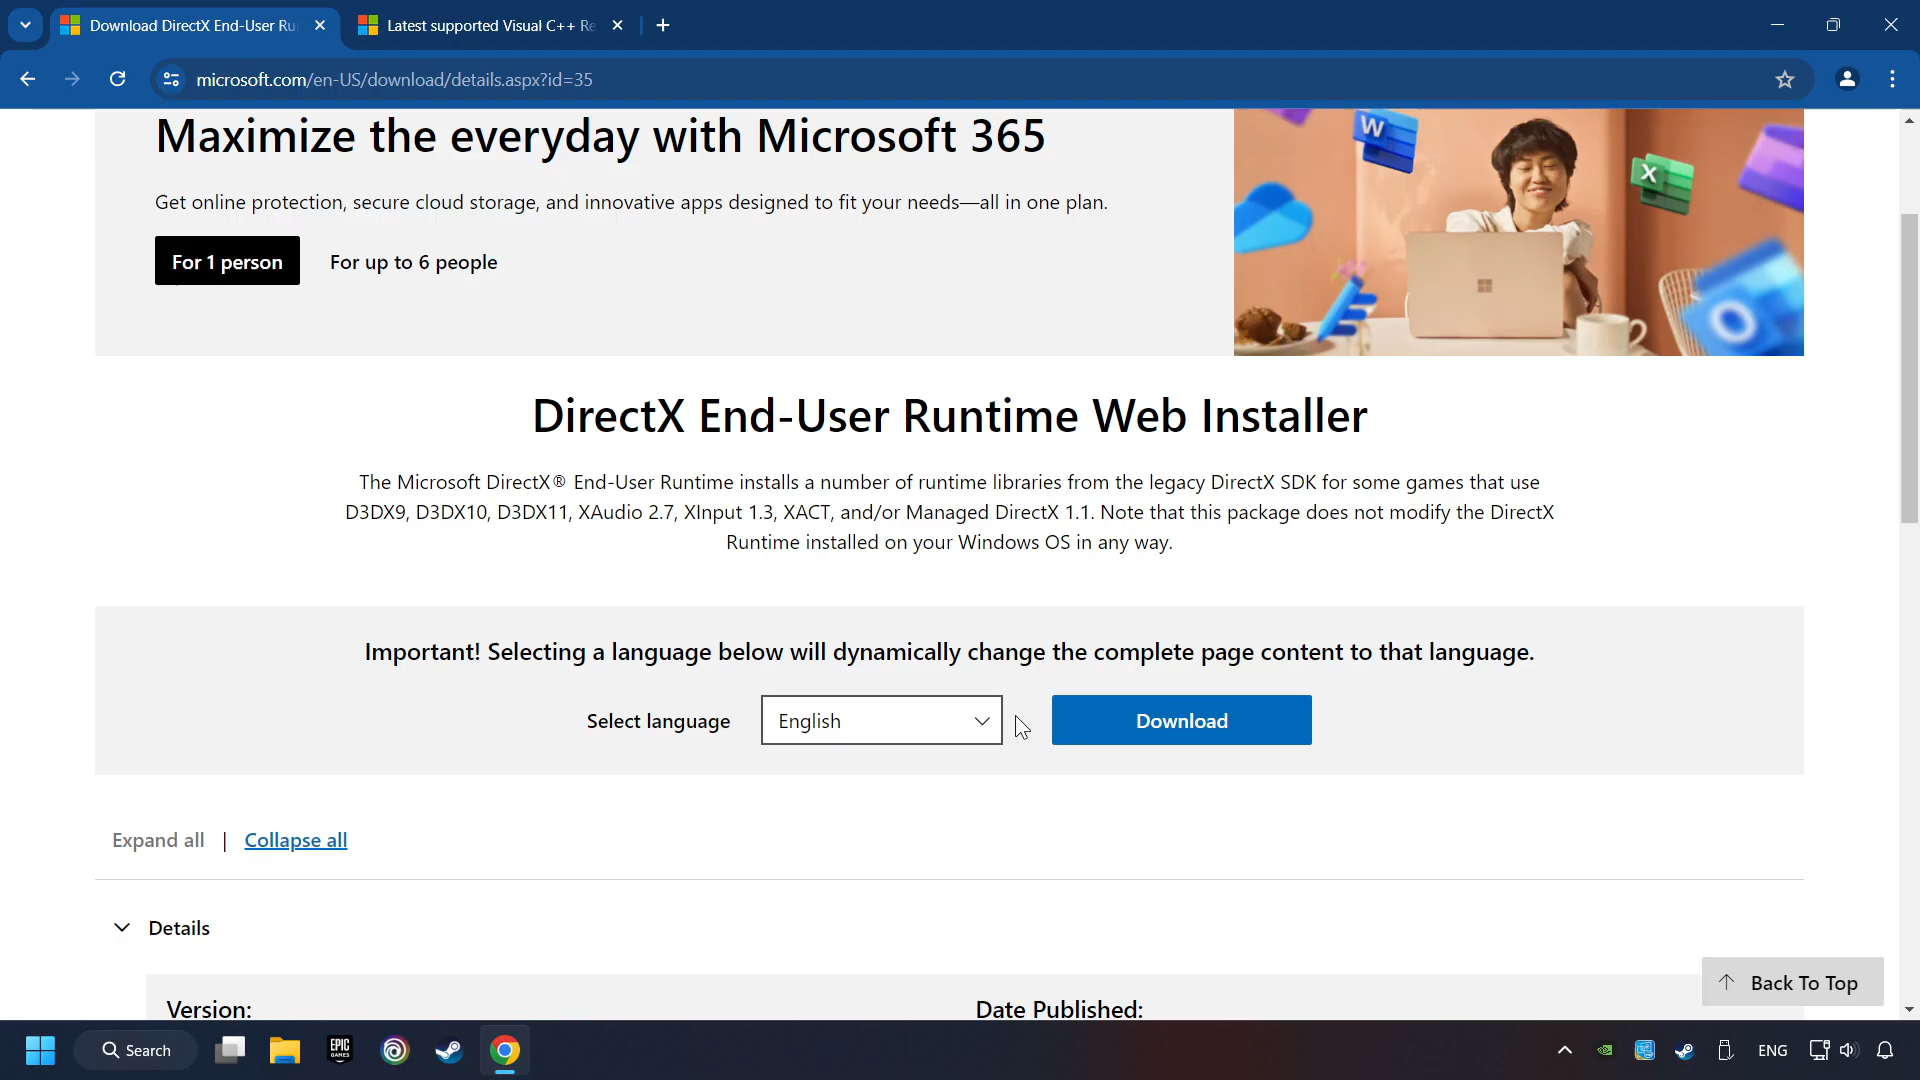 Download DirectX End-User Ru
Latest supported Visual C++ Re
microsoft.com/en-US/download/details.aspx?id=35
Maximize the everyday with Microsoft 365
Get online protection, secure cloud storage, and innovative apps designed to fit your needs—all in one plan.
For 1 person
For up to 6 people
W
X
DirectX End-User Runtime Web Installer
The Microsoft DirectX® End-User Runtime installs a number of runtime libraries from the legacy DirectX SDK for some games that use
D3DX9, D3DX10, D3DX11, XAudio 2.7, XInput 1.3, XACT, and/or Managed DirectX 1.1. Note that this package does not modify the DirectX
Runtime installed on your Windows OS in any way.
Important! Selecting a language below will dynamically change the complete page content to that language.
Select language
English
Download
Expand all | Collapse all
Details
Back To Top
Version:
Date Published:
Search
EPIC
GAMES
ENG